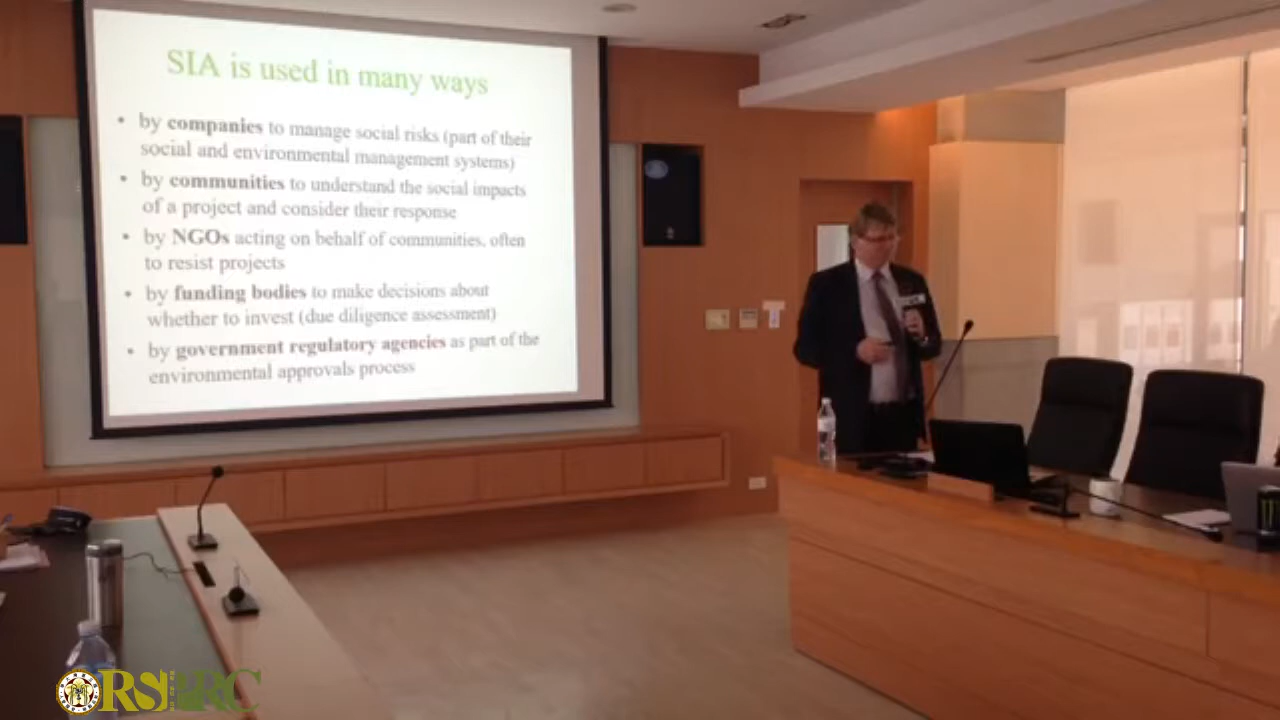 SIA is used in many ways
• by companies to manage social risks (part of their
social and environmental management systems)
• by communities to understand the social impacts
of a project and consider their response
• by NGOs acting on behalf of communities, often
to resist projects
• by funding bodies to make decisions about
whether to invest (due diligence assessment)
• by government regulatory agencies as part of the
environmental approvals process
RSPRC